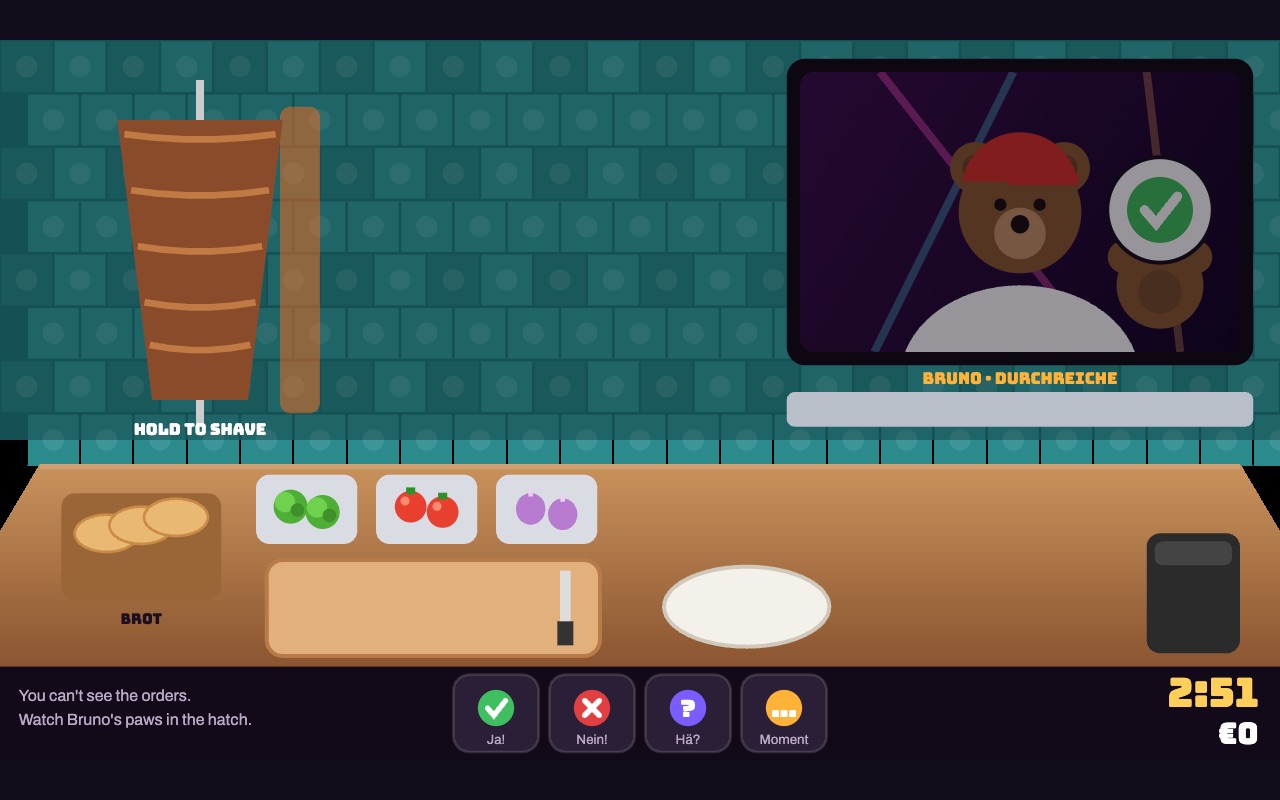 BRUNO • DURCHREICHE
HOLD TO SHAVE
BROT
You can't see the orders.
Watch Bruno's paws in the hatch.
Ja!
Nein!
?
Hä?
Moment
2:51
€0